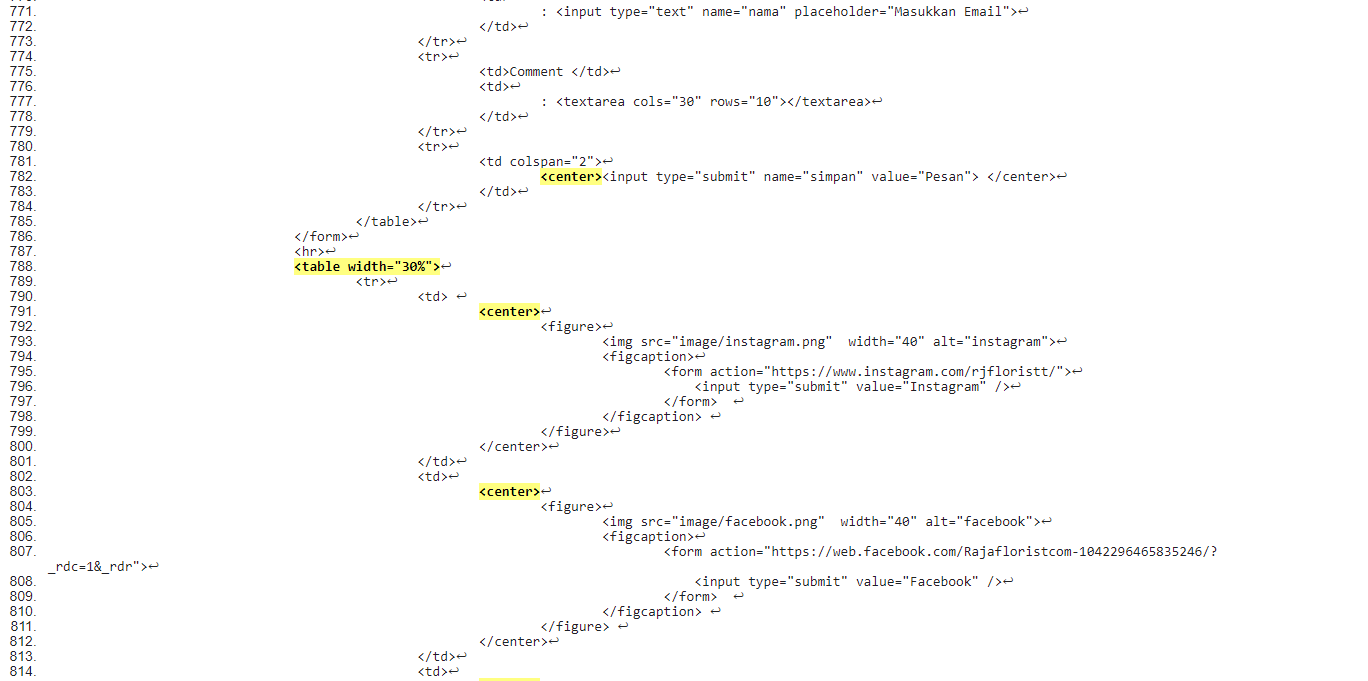 771. : <input type="text" name="nama" placeholder="Masukkan Email">↩
772. </td>↩
773. </tr>↩
774. <tr>↩
775. <td>Comment </td>↩
776. <td>↩
777. : <textarea cols="30" rows="10"></textarea>↩
778. </td>↩
779. </tr>↩
780. <tr>↩
781. <td colspan="2">↩
782. <center><input type="submit" name="simpan" value="Pesan"> </center>↩
783. </td>↩
784. </tr>↩
785. </table>↩
786. </form>↩
787. <hr>↩
788. <table width="30%">↩
789. <tr>↩
790. <td> ↩
791. <center>↩
792. <figure>↩
793. <img src="image/instagram.png"  width="40" alt="instagram">↩
794. <figcaption>↩
795. <form action="https://www.instagram.com/rjfloristt/">↩
796. <input type="submit" value="Instagram" />↩
797. </form>  ↩
798. </figcaption> ↩
799. </figure>↩
800. </center>↩
801. </td>↩
802. <td>↩
803. <center>↩
804. <figure>↩
805. <img src="image/facebook.png"  width="40" alt="facebook">↩
806. <figcaption>↩
807. <form action="https://web.facebook.com/Rajafloristcom-1042296465835246/?
_rdc=1&_rdr">↩
808. <input type="submit" value="Facebook" />↩
809. </form>  ↩
810. </figcaption> ↩
811. </figure> ↩
812. </center>↩
813. </td>↩
814. <td>↩